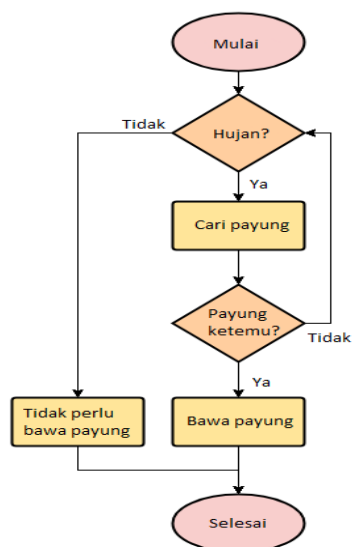 Mulai
Tidak
Hujan?
Ya
Cari payung
Payung
ketemu?
Tidak
Ya
Tidak perlu
bawa payung
Bawa payung
Selesai